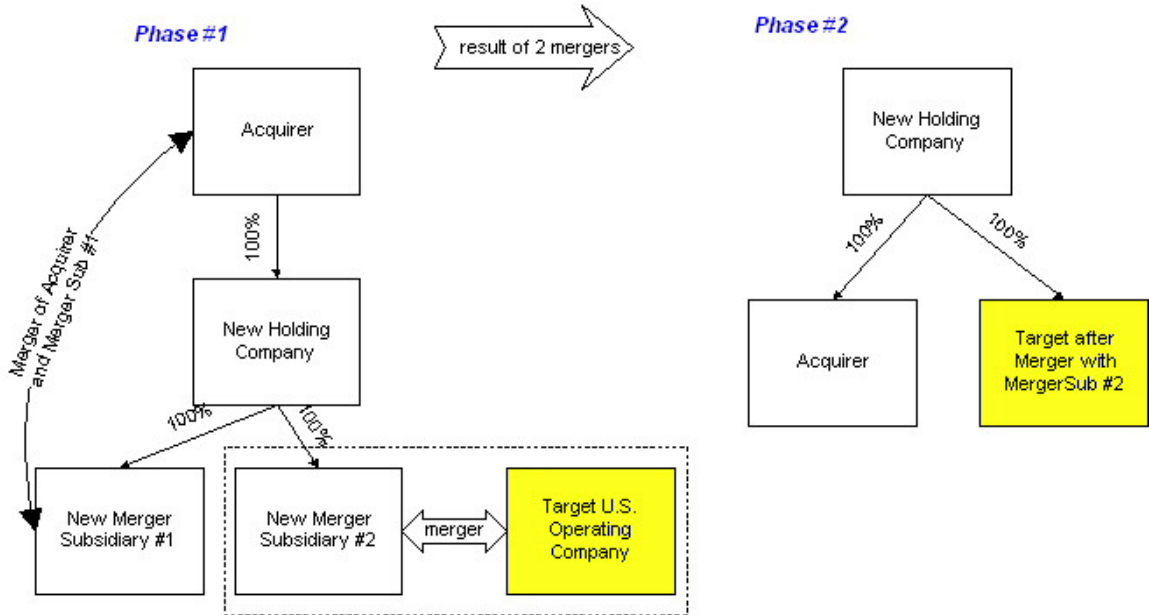 Phase #1
result of 2 mergers
Phase #2
Acquirer
New Holding
Company
100%
100%
100%
Merger of Acquirer
and Merger Sub #1
New Holding
Company
Acquirer
Target after
Merger with
MergerSub #2
100%
100%
New Merger
Subsidiary #1
New Merger
Subsidiary #2
merger
Target U.S.
Operating
Company